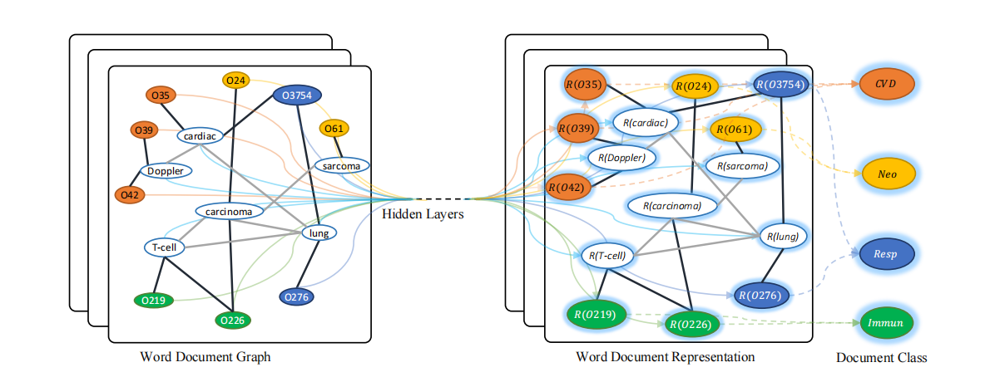 O24
O35
O3754
O39
cardiac
O61
Doppler
sarcoma
O42
carcinoma
lung
T-cell
O219
O276
O226
Word Document Graph
Hidden Layers
R(O35)
R(O24)
R(O3754)
R(O39)
R(cardiac)
R(O61)
R(Doppler)
R(sarcoma)
R(O42)
R(carcinoma)
R(lung)
R(T-cell)
R(O276)
R(O219)
R(O226)
Word Document Representation
CVD
Neo
Resp
Immun
Document Class